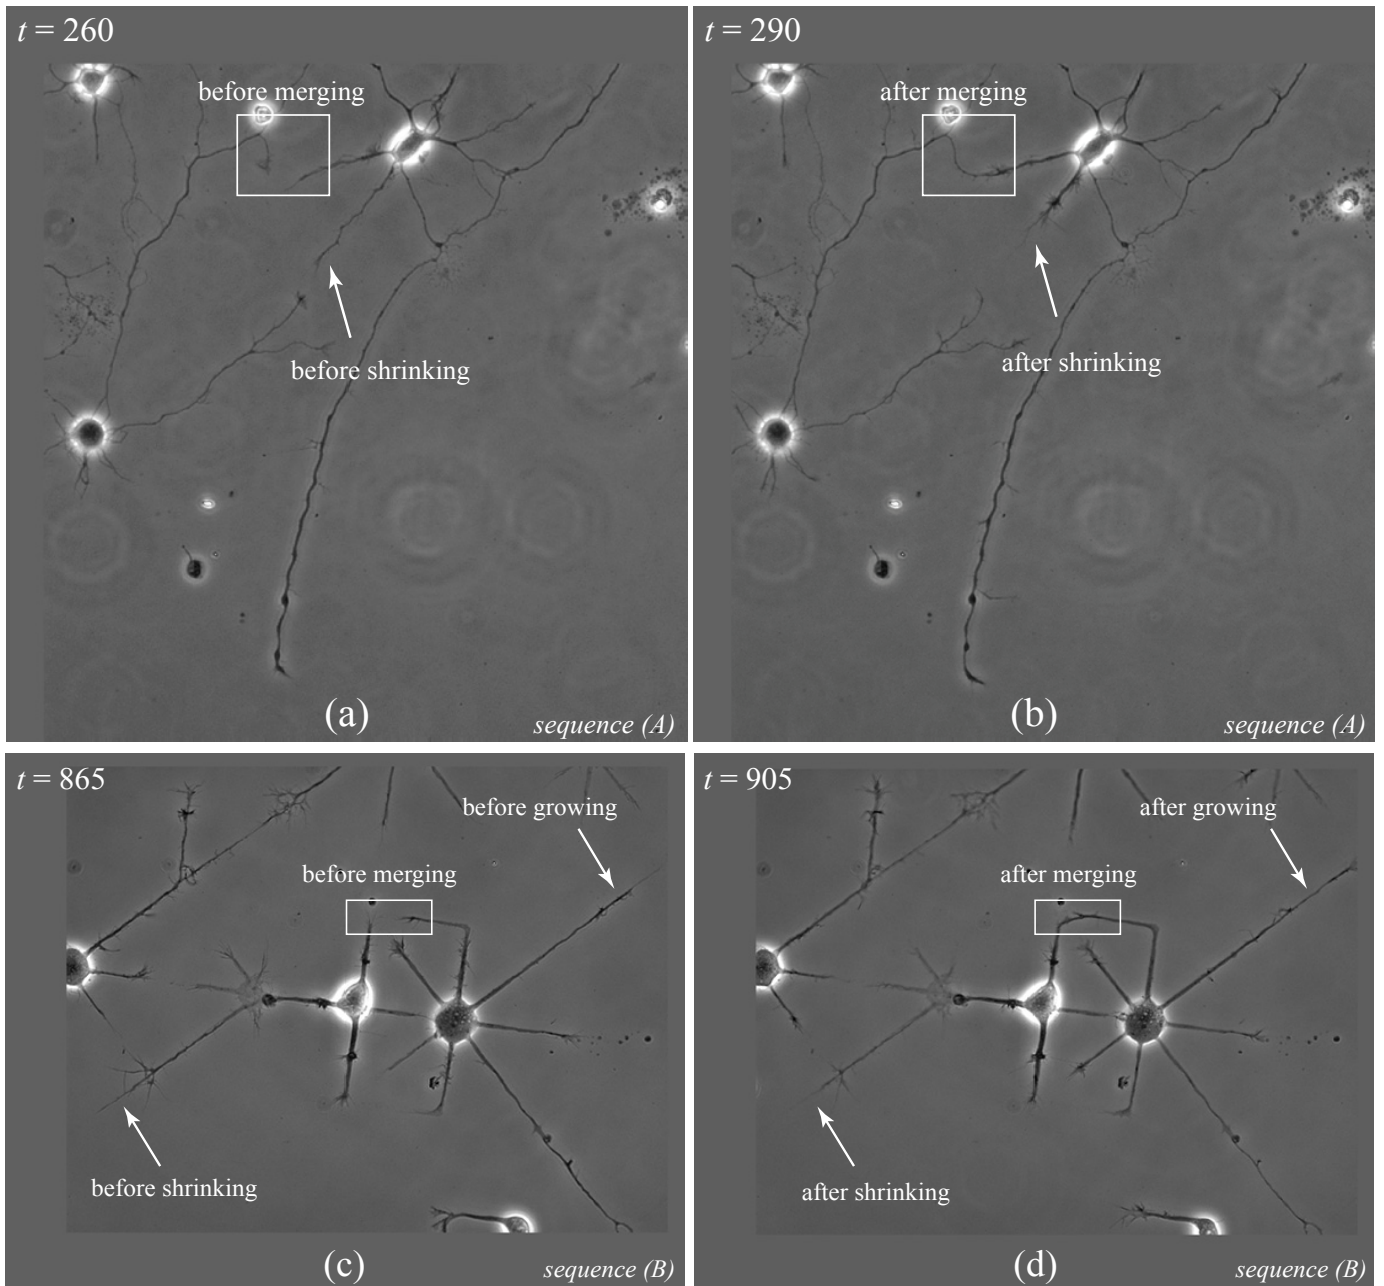 t = 260
before merging
before shrinking
(a)
sequence (A)
t = 290
after merging
after shrinking
(b)
sequence (A)
t = 865
before growing
before merging
before shrinking
(c)
sequence (B)
t = 905
after growing
after merging
after shrinking
(d)
sequence (B)